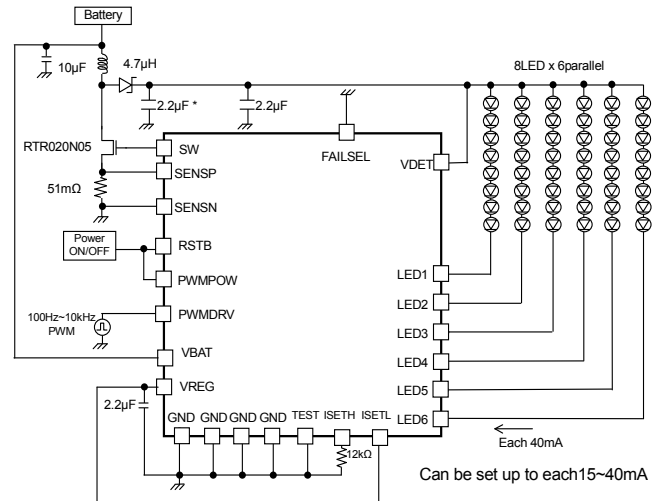 Battery
10μF
4.7μH
8LED x 6parallel
2.2μF *
2.2μF
RTR020N05
SW
FAILSEL
VDET
SENSP
51mΩ
SENSN
Power
ON/OFF
RSTB
PWMPOW
LED1
LED2
100Hz~10kHz
PWM
PWMDRV
LED3
VBAT
LED4
VREG
LED5
2.2μF
GND
GND
GND
GND
TEST
ISETH
ISETL
LED6
Each 40mA
12kΩ
Can be set up to each15~40mA